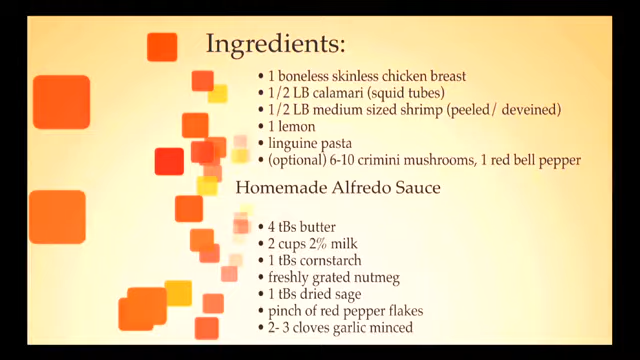 Ingredients:
• 1 boneless skinless chicken breast
• 1/2 LB calamari (squid tubes)
• 1/2 LB medium sized shrimp (peeled/ deveined)
• 1 lemon
• linguine pasta
• (optional) 6-10 crimini mushrooms, 1 red bell pepper
Homemade Alfredo Sauce
• 4 tBs butter
• 2 cups 2% milk
• 1 tBs cornstarch
• freshly grated nutmeg
• 1 tBs dried sage
• pinch of red pepper flakes
• 2- 3 cloves garlic minced